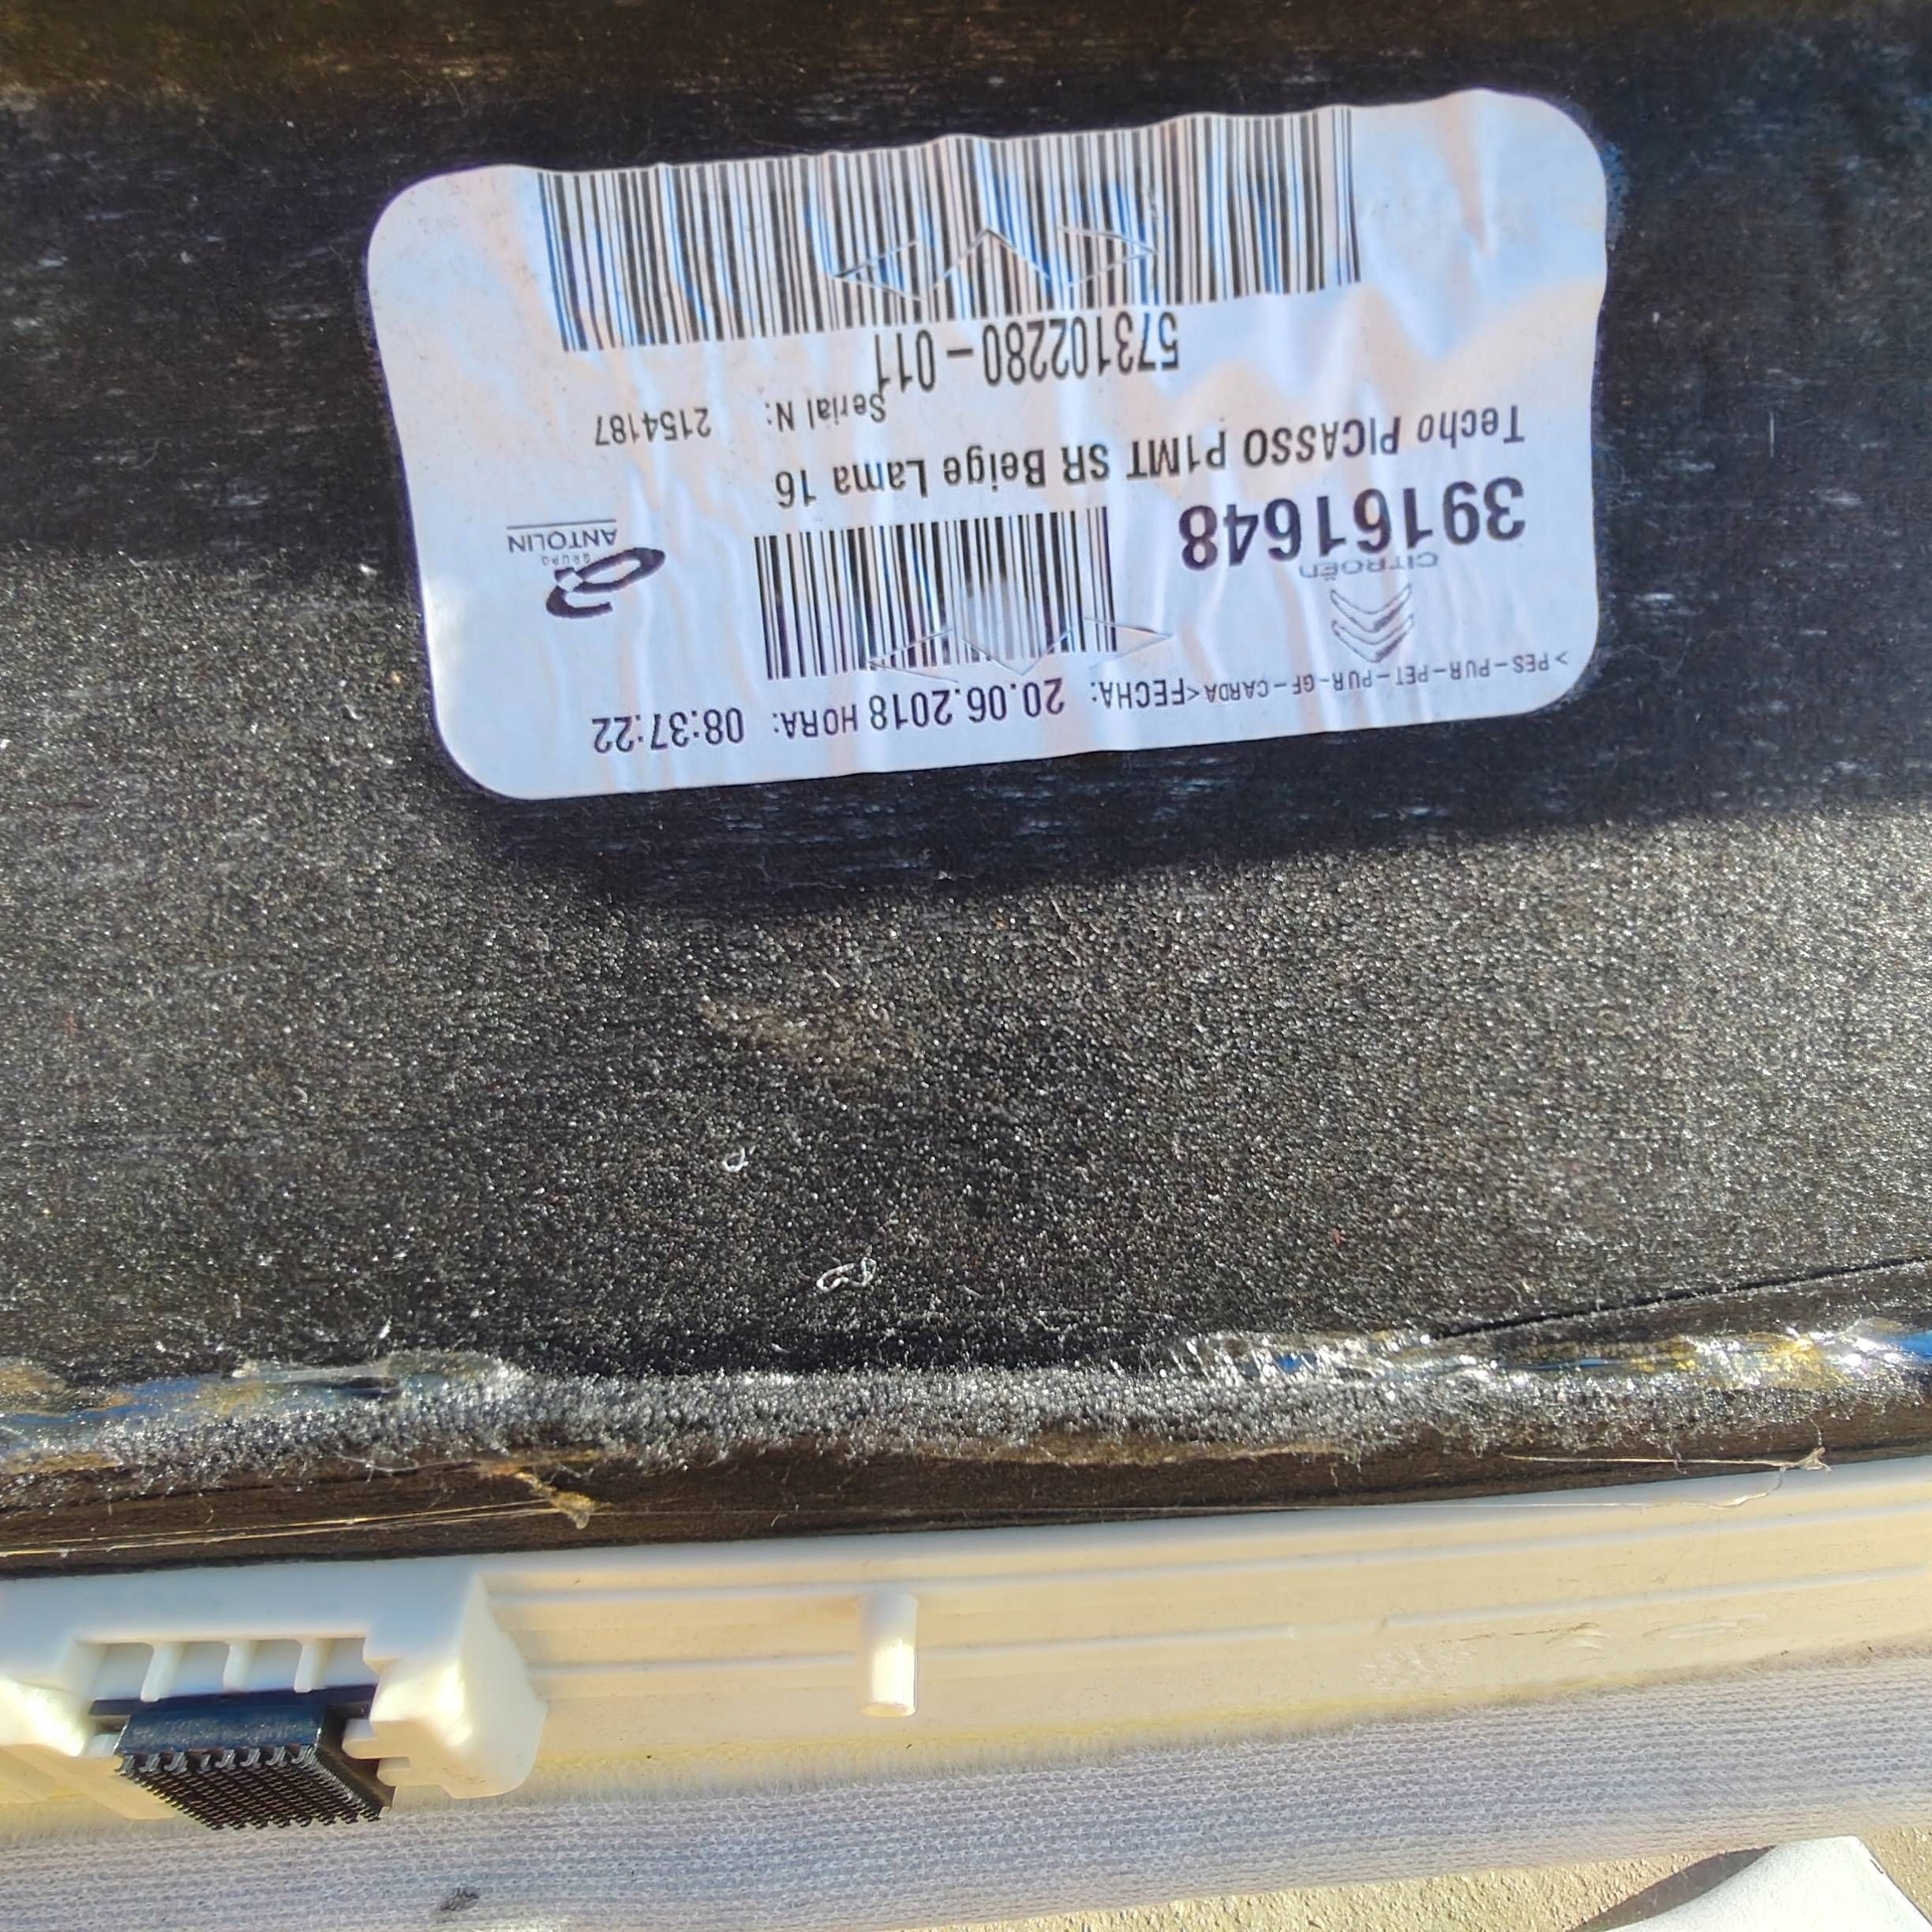 >PES-PUR-PET-PUR-GF-CARDA<FECHA: 20.06.2018 HORA: 08:37:22
CITROËN
39161648
GRUPO
ANTOLIN
Techo PICASSO P1MT SR Beige Lama 16
Serial N: 2154187
573102280-011